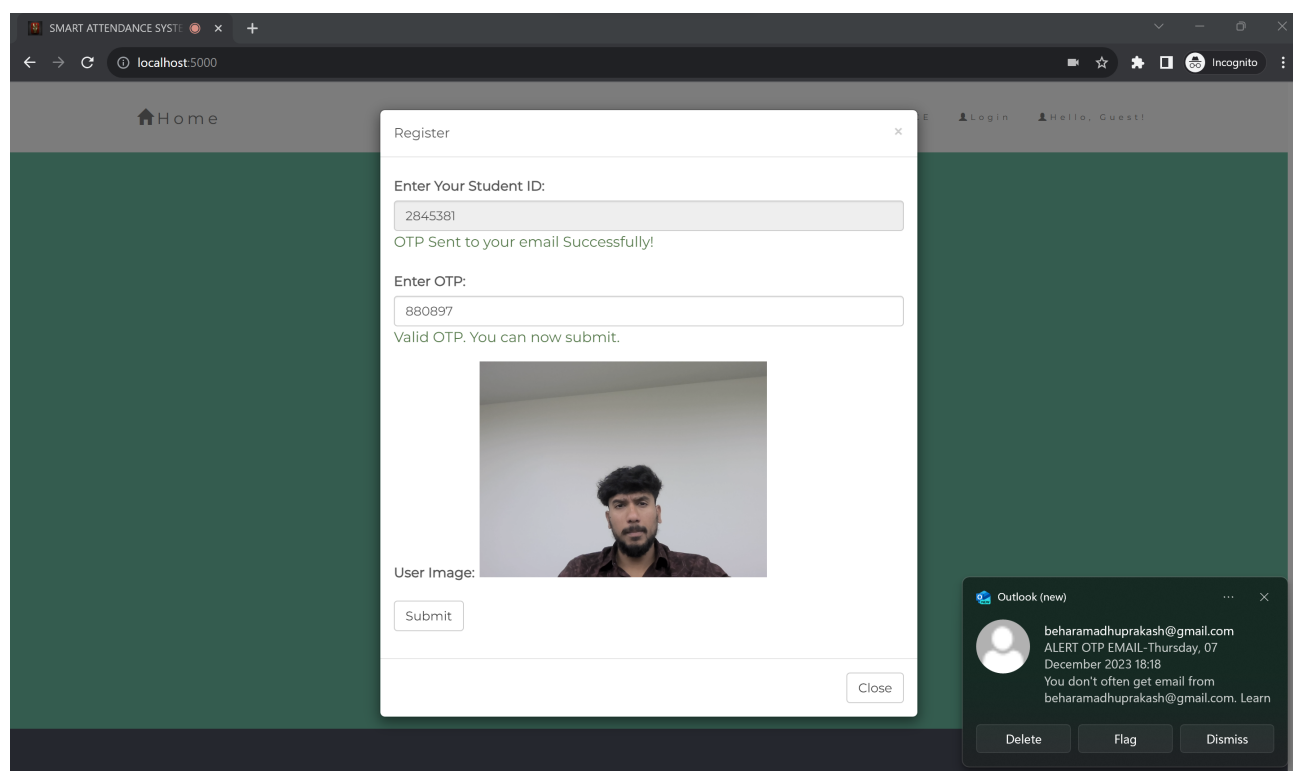 SMART ATTENDANCE SYSTE
localhost:5000
Incognito
Home
E
Login
Hello, Guest!
Register
Enter Your Student ID:
2845381
OTP Sent to your email Successfully!
Enter OTP:
880897
Valid OTP. You can now submit.
User Image:
Submit
Close
Outlook (new)
beharamadhuprakash@gmail.com
ALERT OTP EMAIL-Thursday, 07
December 2023 18:18
You don't often get email from
beharamadhuprakash@gmail.com. Learn
Delete
Flag
Dismiss